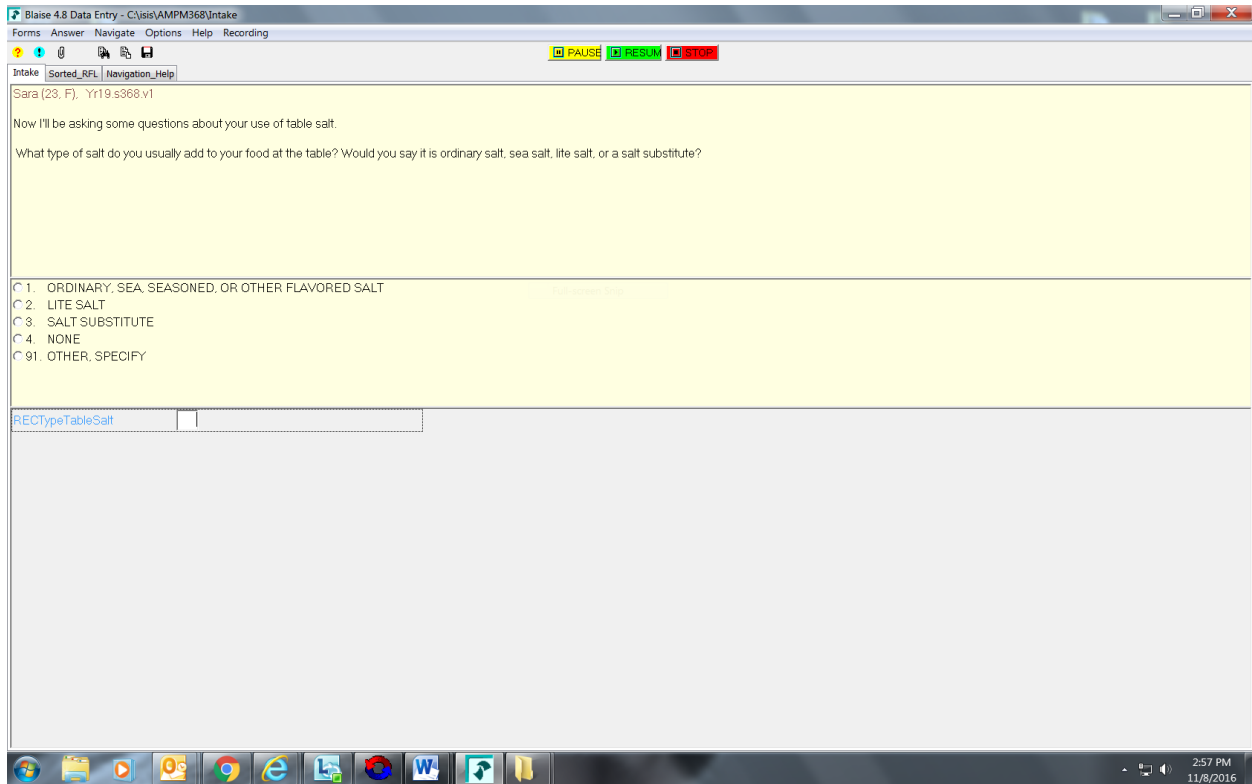 Blaise 4.8 Data Entry - C:\isis\AMPM368\Intake
Forms Answer Navigate Options Help Recording
PAUSE RESUM STOP
Intake Sorted_RFL Navigation_Help
Sara (23, F), Yr19.s368.v1
Now I'll be asking some questions about your use of table salt.
What type of salt do you usually add to your food at the table? Would you say it is ordinary salt, sea salt, lite salt, or a salt substitute?
1. ORDINARY, SEA, SEASONED, OR OTHER FLAVORED SALT
2. LITE SALT
3. SALT SUBSTITUTE
4. NONE
91. OTHER, SPECIFY
RECTypeTableSalt
2:57 PM
11/8/2016